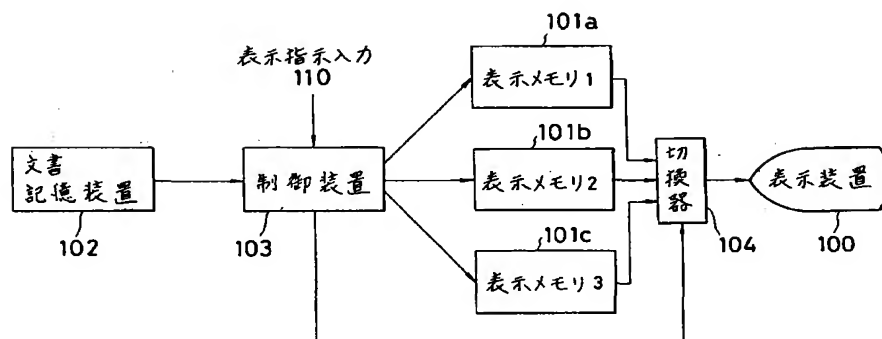 101a
表示指示入力
110
表示メモリ1
101b
文書
記憶装置
制御装置
表示メモリ2
切換器
表示装置
102
103
101c
104
100
表示メモリ3